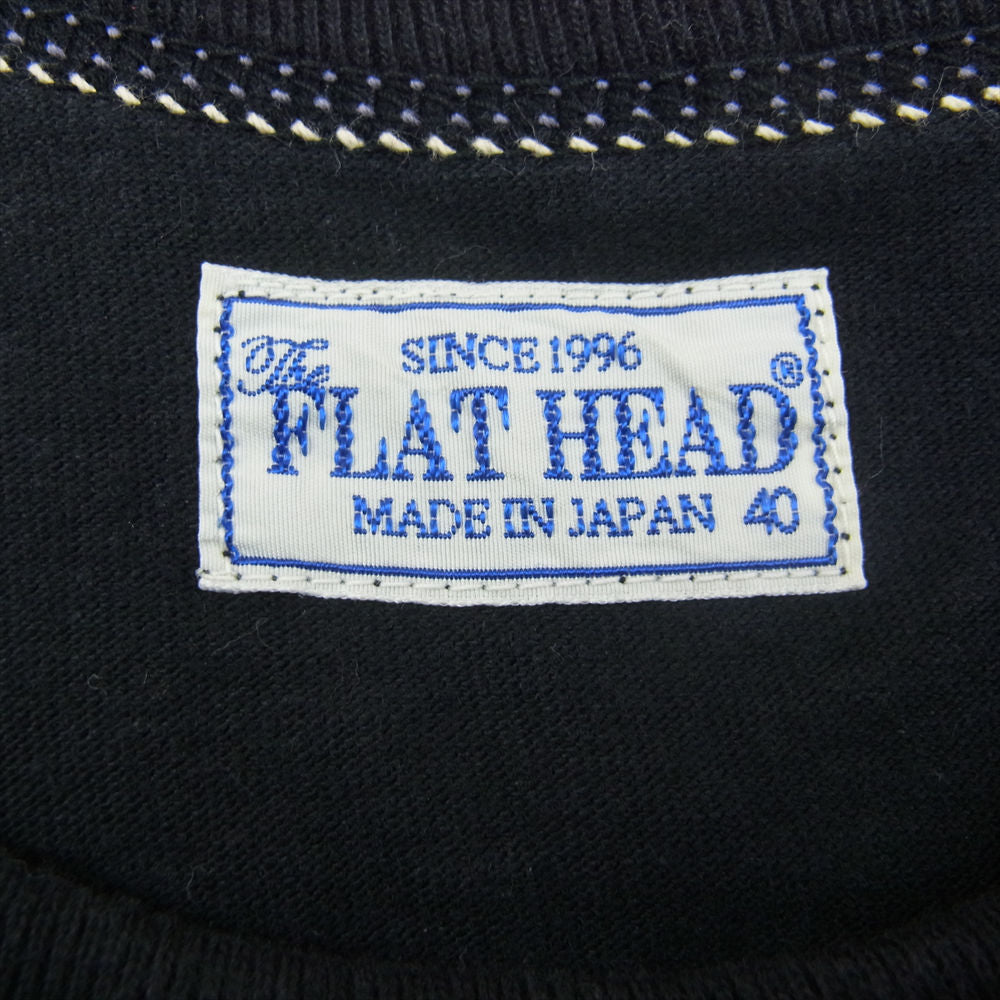 SINCE 1996
The
FLAT HEAD®
MADE IN JAPAN 40